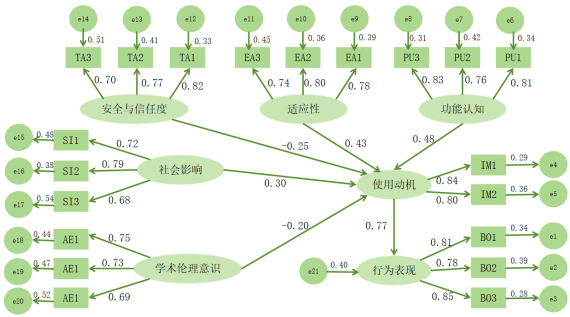 e14 e13 e12 e11 e10 e9 e8 e7 e6
0.51 0.41 0.33 0.45 0.36 0.39 0.31 0.42 0.34
TA3 TA2 TA1 EA3 EA2 EA1 PU3 PU2 PU1
0.70 0.77 0.82 0.74 0.80 0.78 0.83 0.76 0.81
安全与信任度 适应性 功能认知
e15 0.48 SI1 0.72 -0.25 0.43 0.48
e16 0.38 SI2 0.79 社会影响 IM1 0.29 e4
0.30 使用动机 0.84
e17 0.54 SI3 0.68 0.80 IM2 0.36 e5
e18 0.44 AE1 0.75 -0.20 0.77
BO1 0.34 e1
0.81
e19 0.47 AE1 0.73 学术伦理意识 e21 0.40 行为表现 0.78 BO2 0.39 e2
e20 0.52 AE1 0.69 0.85 BO3 0.28 e3